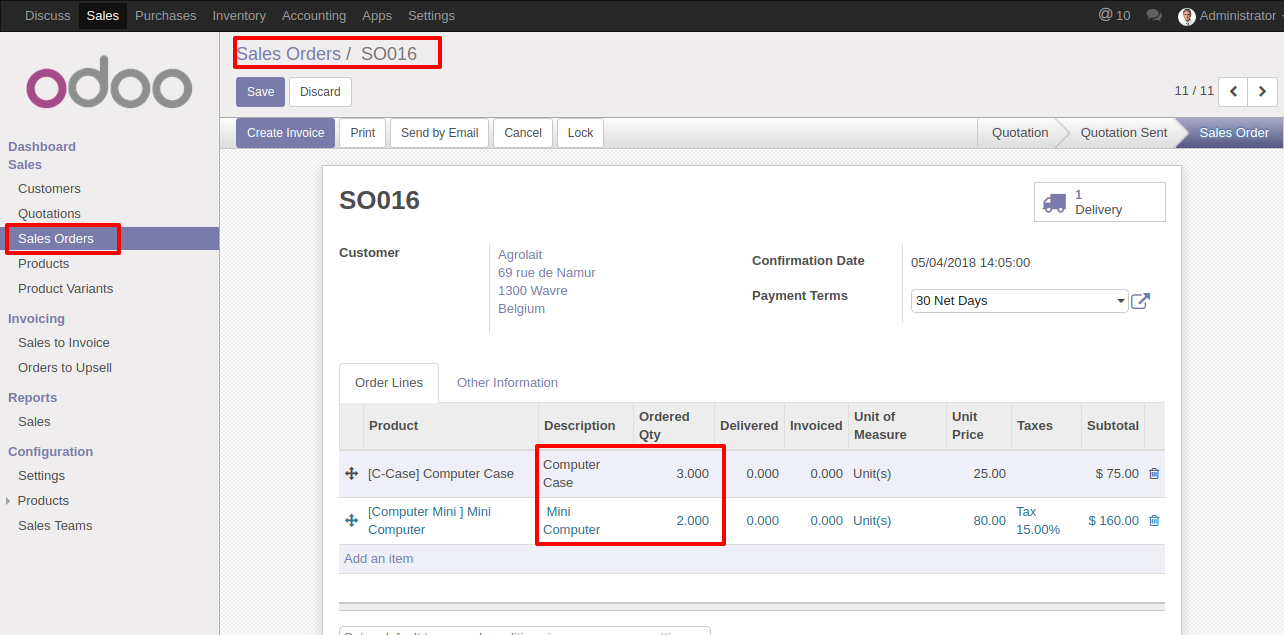 Discuss Sales Purchases Inventory Accounting Apps Settings @ 10 Administrator
odoo
Sales Orders / SO016
Save Discard
11 / 11
Create Invoice Print Send by Email Cancel Lock
Quotation Quotation Sent Sales Order
Dashboard
Sales
Customers
Quotations
Sales Orders
Products
Product Variants
Invoicing
Sales to Invoice
Orders to Upsell
Reports
Sales
Configuration
Settings
Products
Sales Teams
SO016
1
Delivery
Customer
Agrolait
69 rue de Namur
1300 Wavre
Belgium
Confirmation Date 05/04/2018 14:05:00
Payment Terms 30 Net Days
Order Lines Other Information
Product Description Ordered Qty Delivered Invoiced Unit of Measure Unit Price Taxes Subtotal
[C-Case] Computer Case Computer Case 3.000 0.000 0.000 Unit(s) 25.00 $ 75.00
[Computer Mini ] Mini Computer Mini Computer 2.000 0.000 0.000 Unit(s) 80.00 Tax 15.00% $ 160.00
Add an item